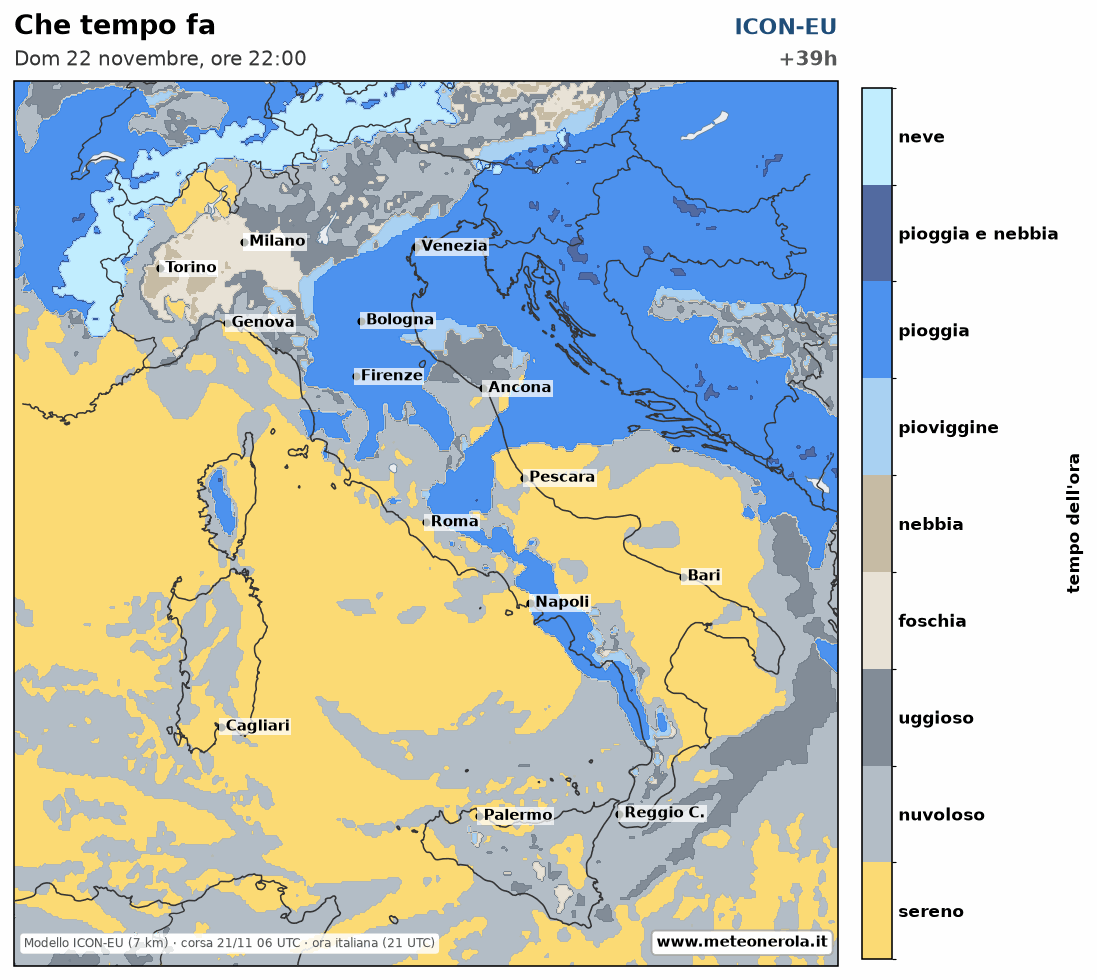 Che tempo fa
ICON-EU
Dom 22 novembre, ore 22:00
+39h
Milano
Torino
Venezia
Genova
Bologna
Firenze
Ancona
Pescara
Roma
Bari
Napoli
Cagliari
Palermo
Reggio C.
neve
pioggia e nebbia
pioggia
pioviggine
nebbia
foschia
uggioso
nuvoloso
sereno
tempo dell'ora
Modello ICON-EU (7 km) · corsa 21/11 06 UTC · ora italiana (21 UTC)
www.meteonerola.it